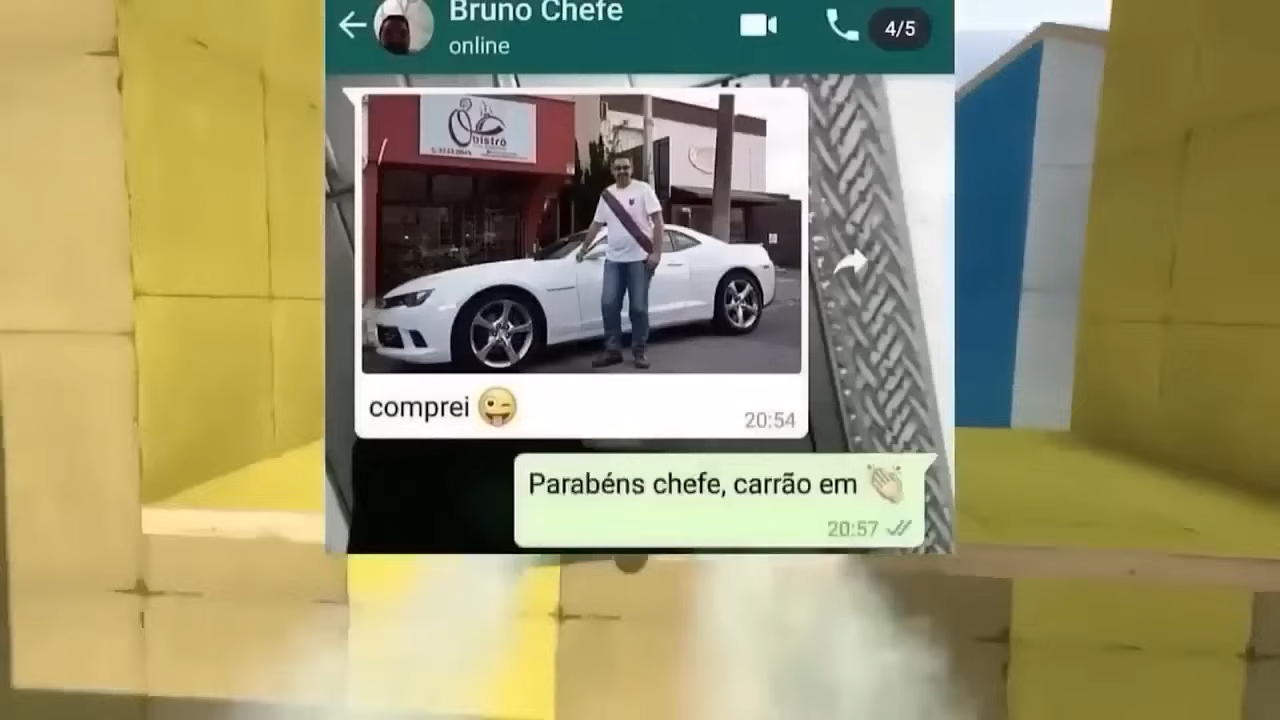 Bruno Chefe
online
4/5
comprei 😜
20:54
Parabéns chefe, carrão em 👏🏻
20:57